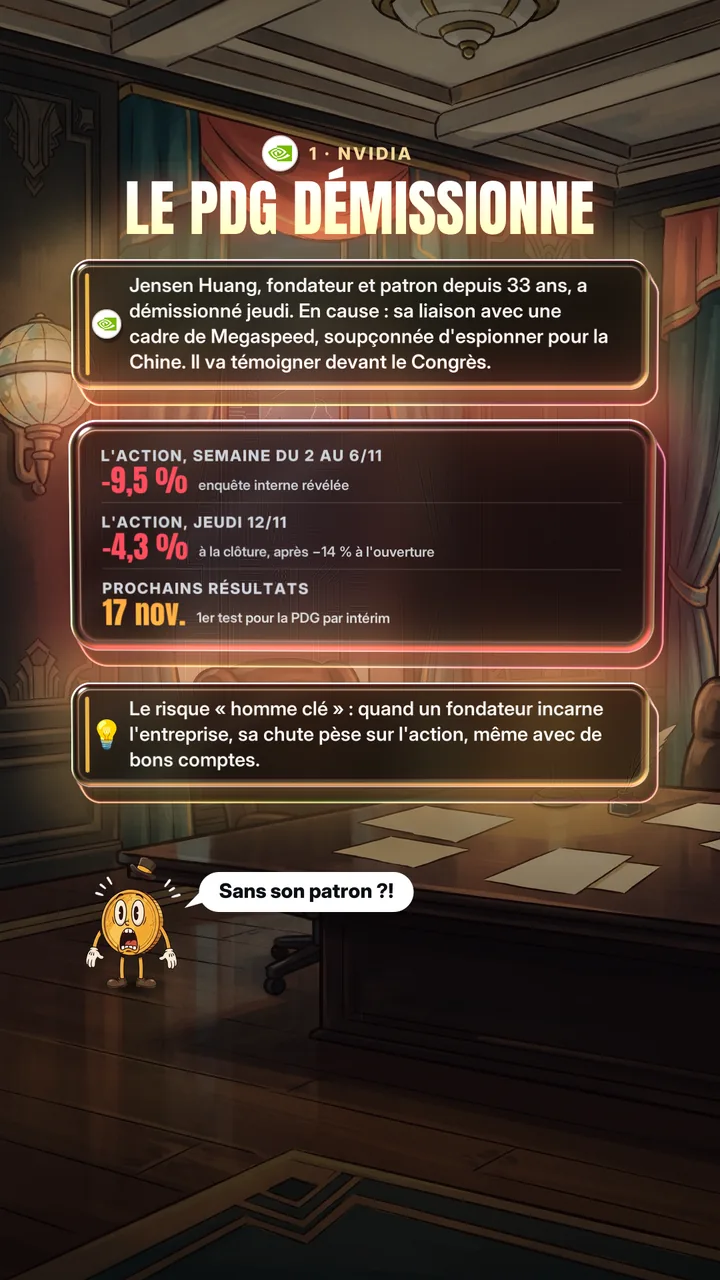 1 · NVIDIA
LE PDG DÉMISSIONNE
Jensen Huang, fondateur et patron depuis 33 ans, a
démissionné jeudi. En cause : sa liaison avec une
cadre de Megaspeed, soupçonnée d'espionner pour la
Chine. Il va témoigner devant le Congrès.
L'ACTION, SEMAINE DU 2 AU 6/11
-9,5 % enquête interne révélée
L'ACTION, JEUDI 12/11
-4,3 % à la clôture, après −14 % à l'ouverture
PROCHAINS RÉSULTATS
17 nov. 1er test pour la PDG par intérim
Le risque « homme clé » : quand un fondateur incarne
l'entreprise, sa chute pèse sur l'action, même avec de
bons comptes.
Sans son patron ?!